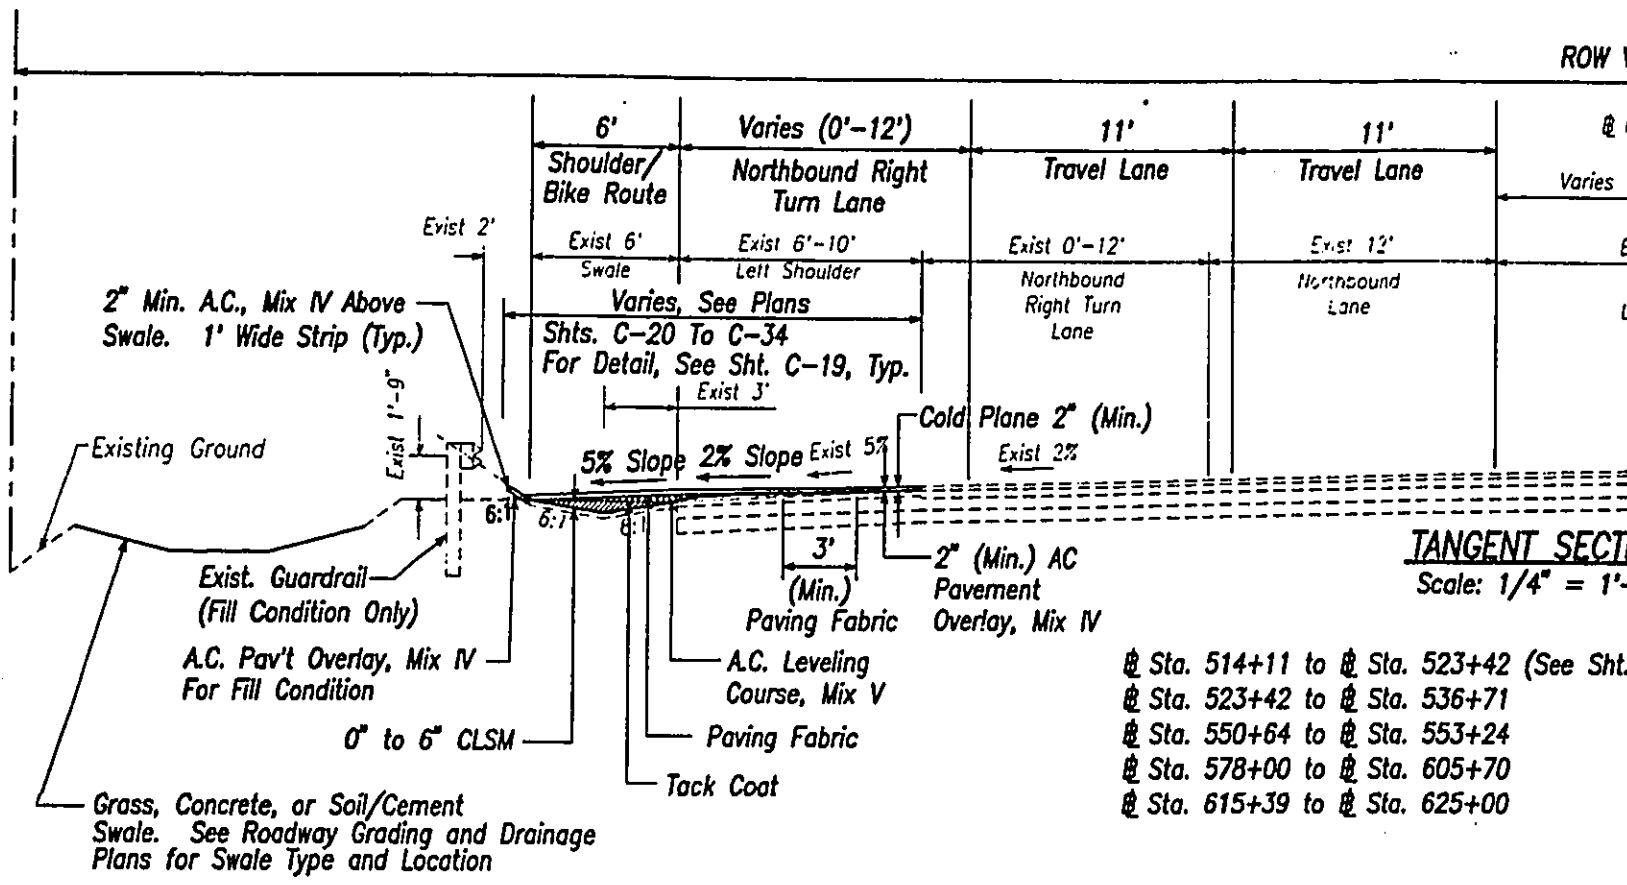 ROW
6'
Varies (0'-12')
11'
11'
Shoulder/
Bike Route
Northbound Right
Turn Lane
Travel Lane
Travel Lane
Varies
Exist 2'
Exist 6'
Swale
Exist 6'-10'
Left Shoulder
Exist 0'-12'
Northbound
Right Turn
Lane
Exist 12'
Northbound
Lane
2" Min. A.C., Mix IV Above
Swale. 1' Wide Strip (Typ.)
Varies, See Plans
Shts. C-20 To C-34
For Detail, See Sht. C-19, Typ.
Exist 3'
Exist 1'-9"
Cold Plane 2" (Min.)
Existing Ground
5% Slope
2% Slope
Exist 5%
Exist 2%
6:1
6:1
6:1
3'
(Min.)
Paving Fabric
2" (Min.) AC
Pavement
Overlay, Mix IV
TANGENT SECTI
Scale: 1/4" = 1'-
Exist. Guardrail
(Fill Condition Only)
A.C. Pav't Overlay, Mix IV
For Fill Condition
A.C. Leveling
Course, Mix V
0" to 6" CLSM
Paving Fabric
Tack Coat
Grass, Concrete, or Soil/Cement
Swale. See Roadway Grading and Drainage
Plans for Swale Type and Location
℄ Sta. 514+11 to ℄ Sta. 523+42 (See Sht.
℄ Sta. 523+42 to ℄ Sta. 536+71
℄ Sta. 550+64 to ℄ Sta. 553+24
℄ Sta. 578+00 to ℄ Sta. 605+70
℄ Sta. 615+39 to ℄ Sta. 625+00